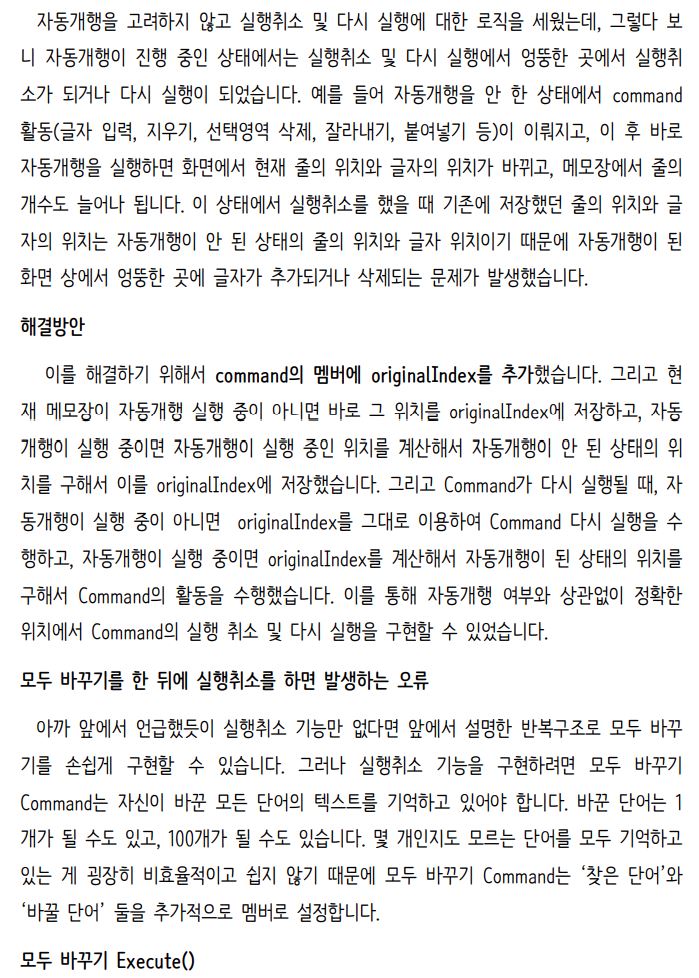 자동개행을 고려하지 않고 실행취소 및 다시 실행에 대한 로직을 세웠는데, 그렇다 보
니 자동개행이 진행 중인 상태에서는 실행취소 및 다시 실행에서 엉뚱한 곳에서 실행취
소가 되거나 다시 실행이 되었습니다. 예를 들어 자동개행을 안 한 상태에서 command
활동(글자 입력, 지우기, 선택영역 삭제, 잘라내기, 붙여넣기 등)이 이뤄지고, 이 후 바로
자동개행을 실행하면 화면에서 현재 줄의 위치와 글자의 위치가 바뀌고, 메모장에서 줄의
개수도 늘어나 됩니다. 이 상태에서 실행취소를 했을 때 기존에 저장했던 줄의 위치와 글
자의 위치는 자동개행이 안 된 상태의 줄의 위치와 글자 위치이기 때문에 자동개행이 된
화면 상에서 엉뚱한 곳에 글자가 추가되거나 삭제되는 문제가 발생했습니다.
해결방안
이를 해결하기 위해서 command의 멤버에 originalIndex를 추가했습니다. 그리고 현
재 메모장이 자동개행 실행 중이 아니면 바로 그 위치를 originalIndex에 저장하고, 자동
개행이 실행 중이면 자동개행이 실행 중인 위치를 계산해서 자동개행이 안 된 상태의 위
치를 구해서 이를 originalIndex에 저장했습니다. 그리고 Command가 다시 실행될 때, 자
동개행이 실행 중이 아니면 originalIndex를 그대로 이용하여 Command 다시 실행을 수
행하고, 자동개행이 실행 중이면 originalIndex를 계산해서 자동개행이 된 상태의 위치를
구해서 Command의 활동을 수행했습니다. 이를 통해 자동개행 여부와 상관없이 정확한
위치에서 Command의 실행 취소 및 다시 실행을 구현할 수 있었습니다.
모두 바꾸기를 한 뒤에 실행취소를 하면 발생하는 오류
아까 앞에서 언급했듯이 실행취소 기능만 없다면 앞에서 설명한 반복구조로 모두 바꾸
기를 손쉽게 구현할 수 있습니다. 그러나 실행취소 기능을 구현하려면 모두 바꾸기
Command는 자신이 바꾼 모든 단어의 텍스트를 기억하고 있어야 합니다. 바꾼 단어는 1
개가 될 수도 있고, 100개가 될 수도 있습니다. 몇 개인지도 모르는 단어를 모두 기억하고
있는 게 굉장히 비효율적이고 쉽지 않기 때문에 모두 바꾸기 Command는 ‘찾은 단어’와
‘바꿀 단어’ 둘을 추가적으로 멤버로 설정합니다.
모두 바꾸기 Execute()